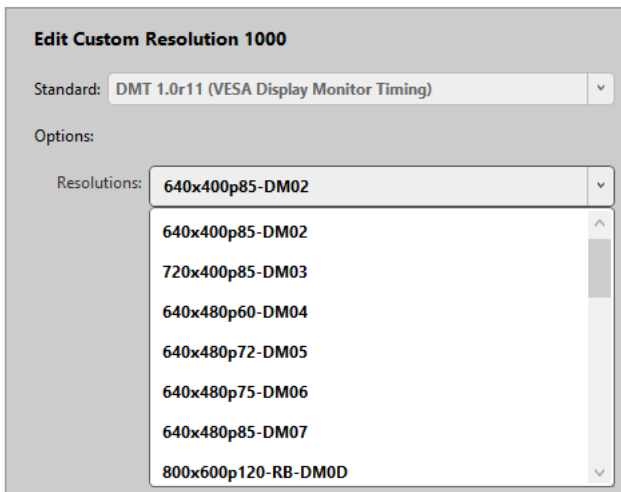 Edit Custom Resolution 1000
Standard: DMT 1.0r11 (VESA Display Monitor Timing)
Options:
Resolutions: 640x400p85-DM02
640x400p85-DM02
720x400p85-DM03
640x480p60-DM04
640x480p72-DM05
640x480p75-DM06
640x480p85-DM07
800x600p120-RB-DM0D